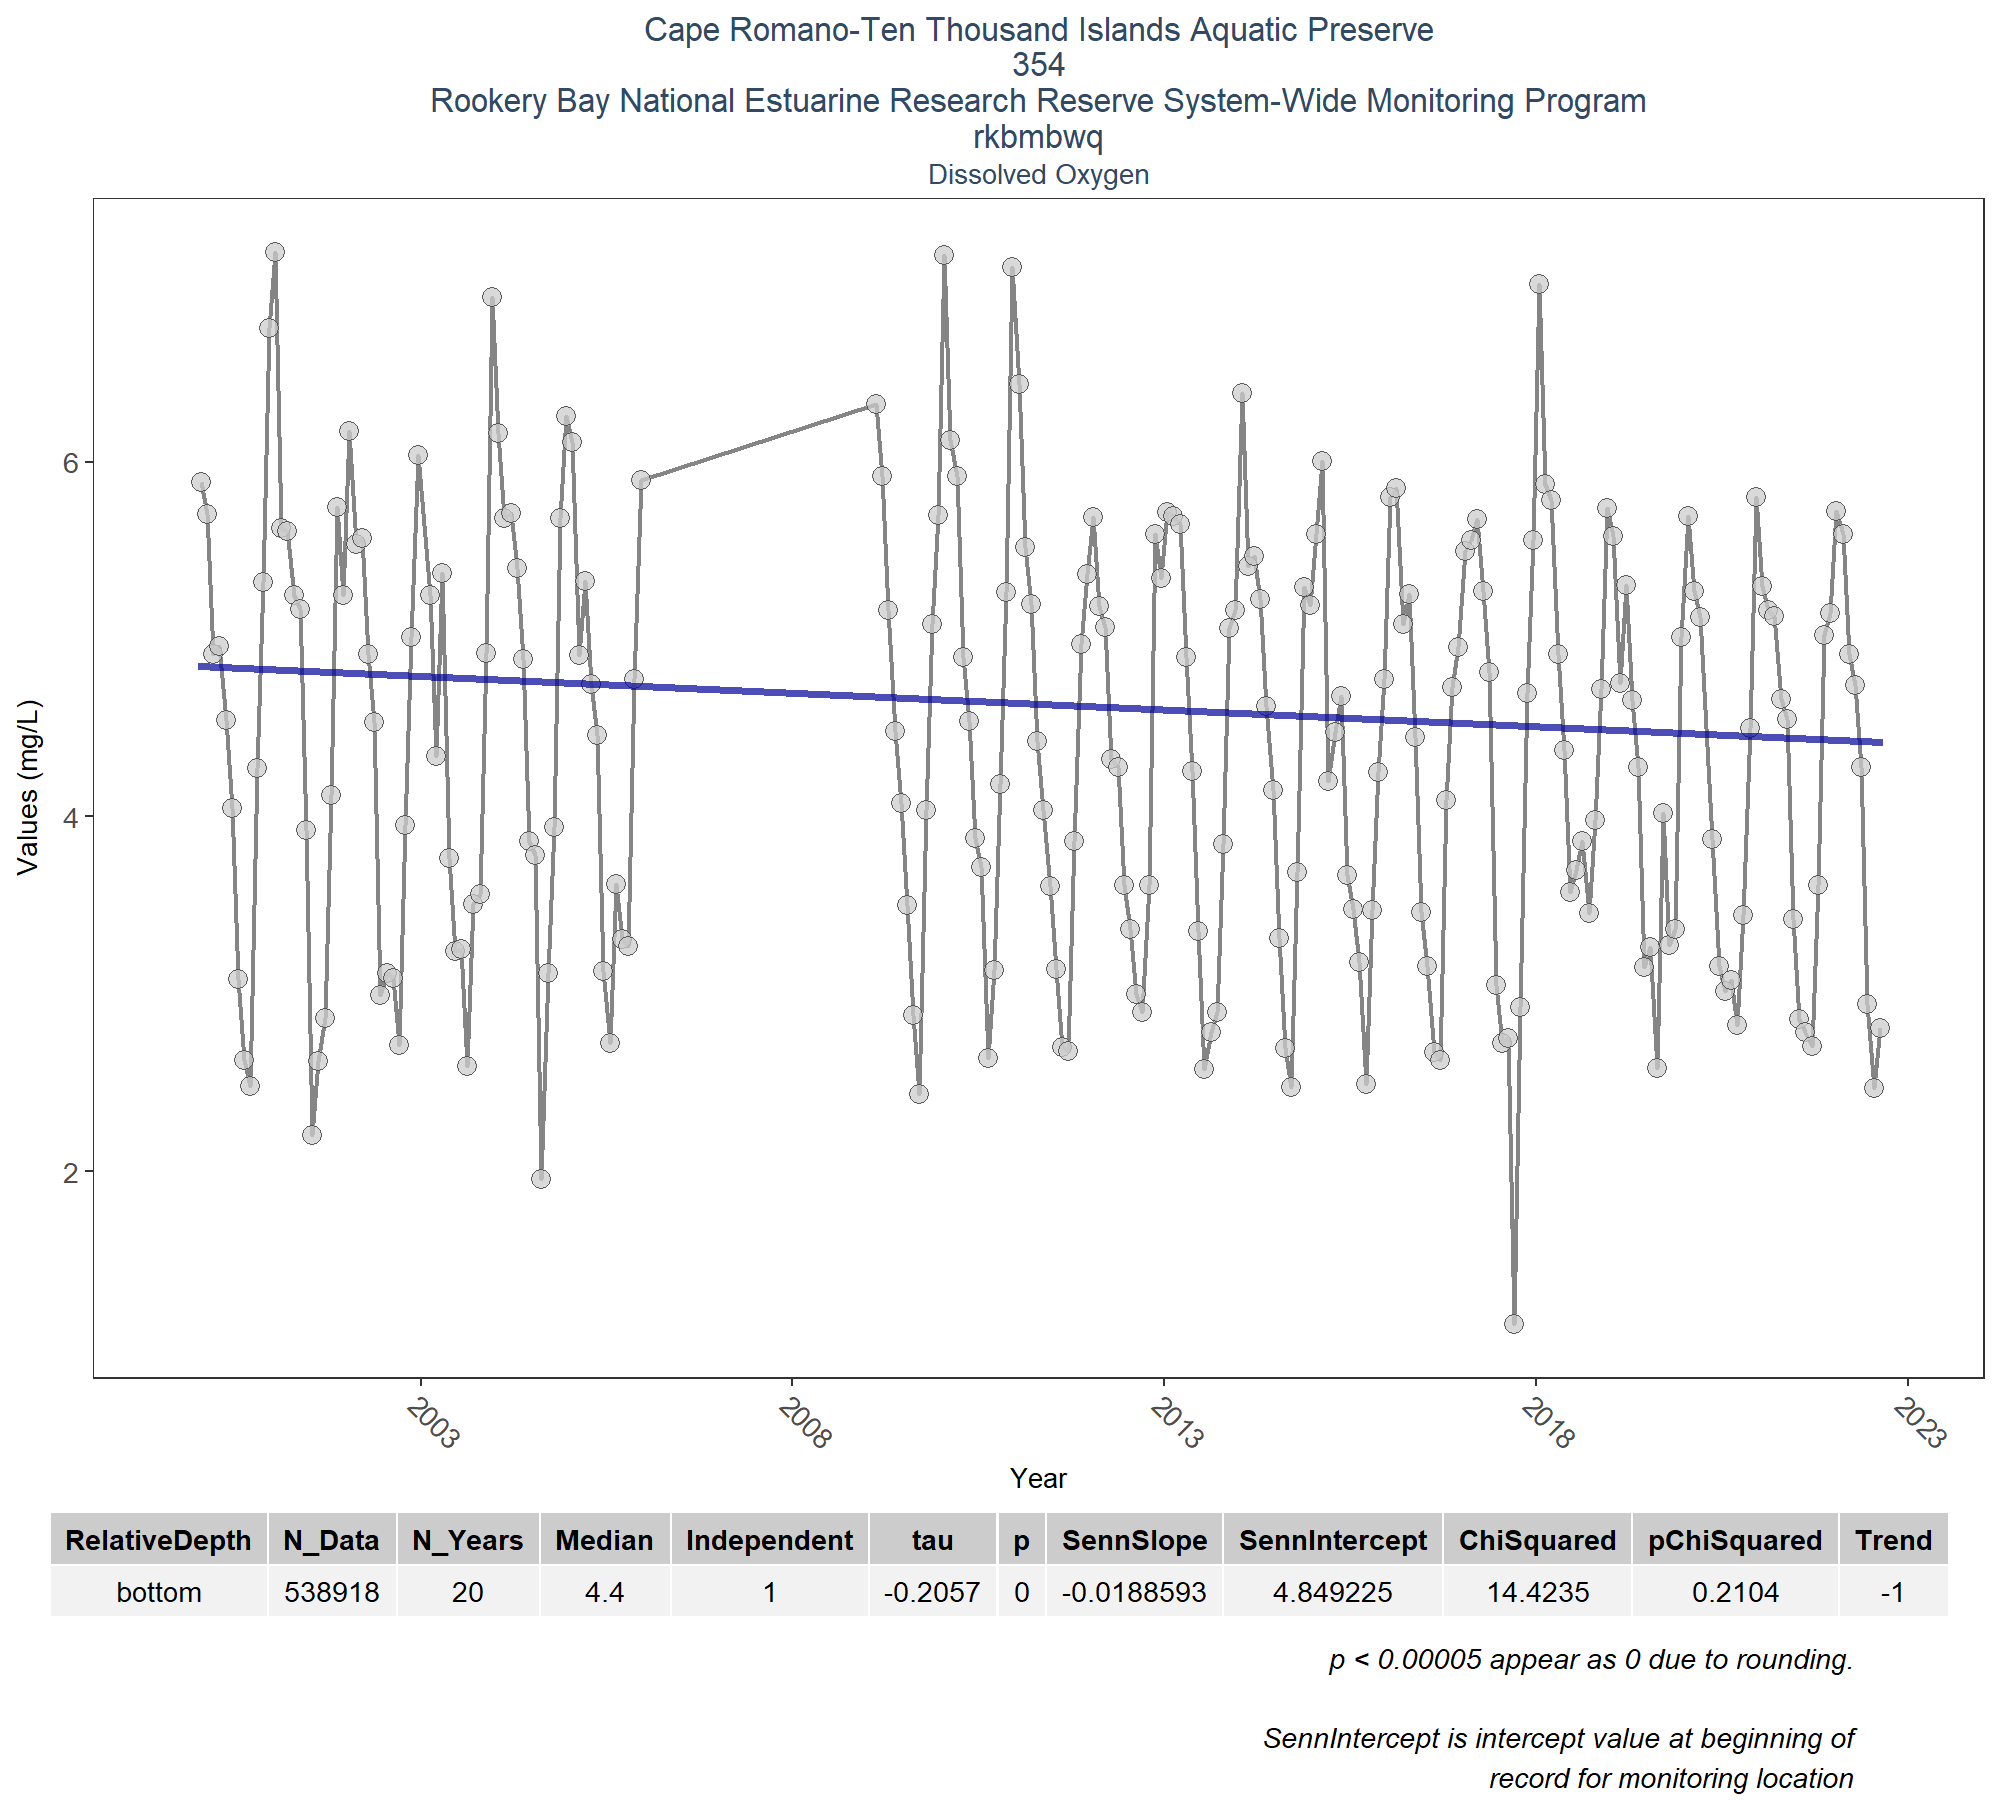 Cape Romano-Ten Thousand Islands Aquatic Preserve
354
Rookery Bay National Estuarine Research Reserve System-Wide Monitoring Program
rkbmbwq
Dissolved Oxygen
Values (mg/L)
6
4
2
2003 2008 2013 2018 2023
Year
RelativeDepth N_Data N_Years Median Independent tau p SennSlope SennIntercept ChiSquared pChiSquared Trend
bottom 538918 20 4.4 1 -0.2057 0 -0.0188593 4.849225 14.4235 0.2104 -1
p < 0.00005 appear as 0 due to rounding.
SennIntercept is intercept value at beginning of
record for monitoring location